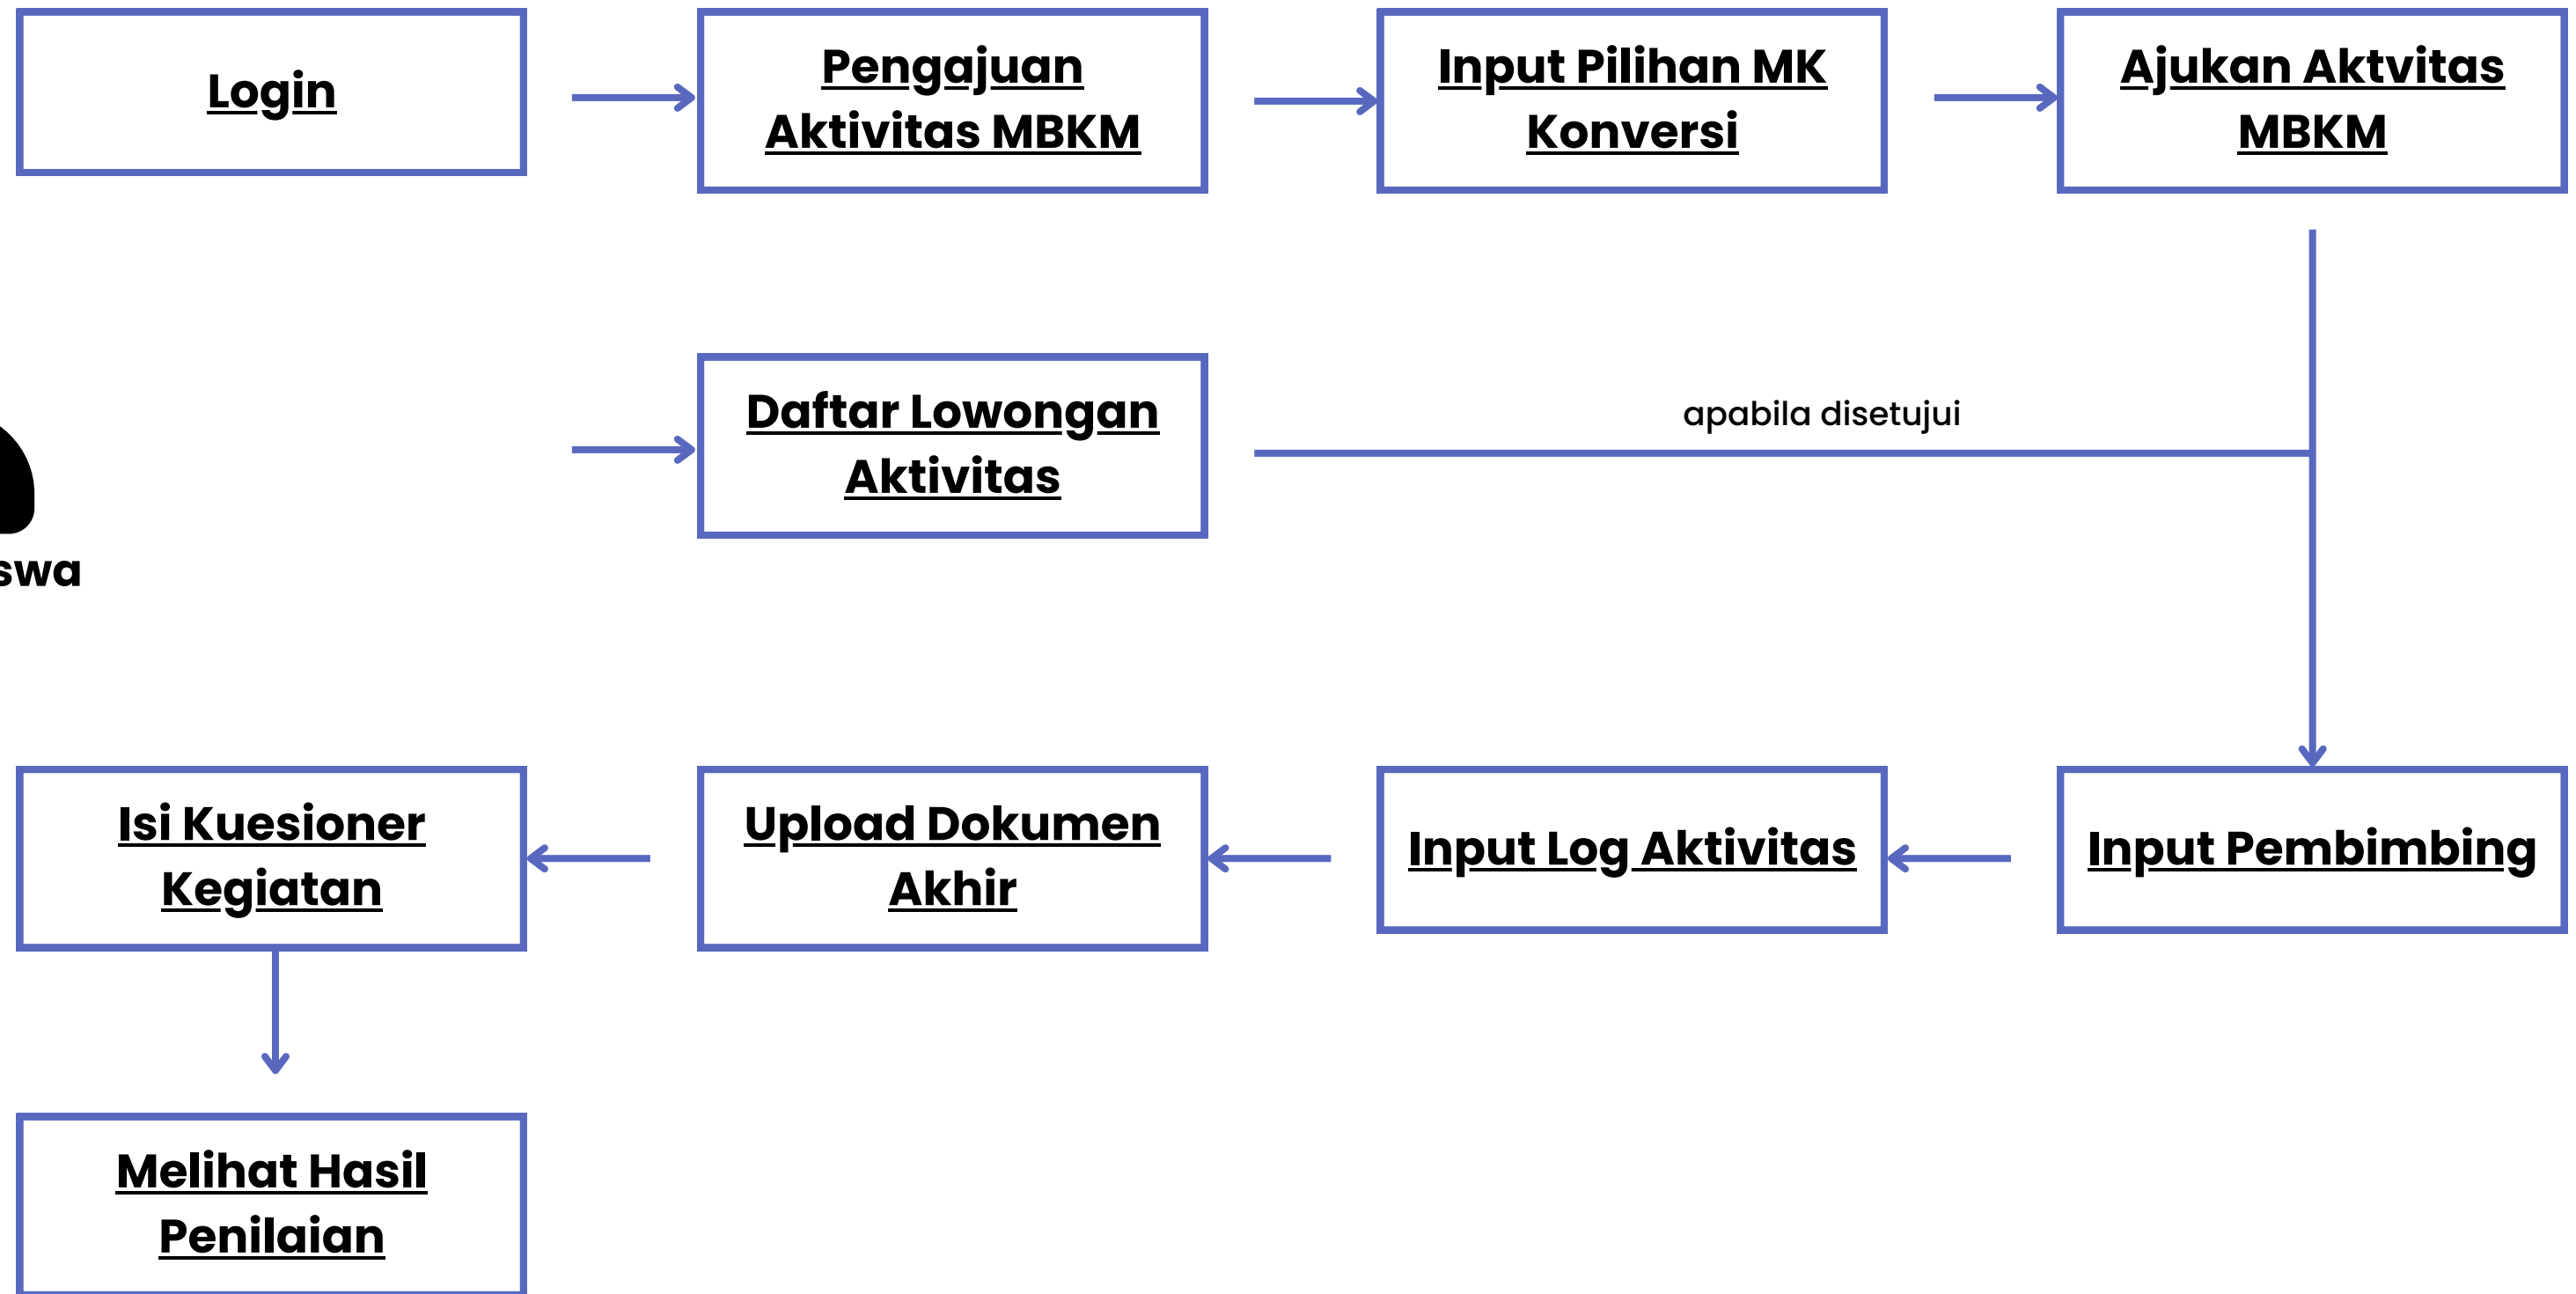 Login
Pengajuan
Aktivitas MBKM
Input Pilihan MK
Konversi
Ajukan Aktvitas
MBKM
Daftar Lowongan
Aktivitas
apabila disetujui
swa
Isi Kuesioner
Kegiatan
Upload Dokumen
Akhir
Input Log Aktivitas
Input Pembimbing
Melihat Hasil
Penilaian